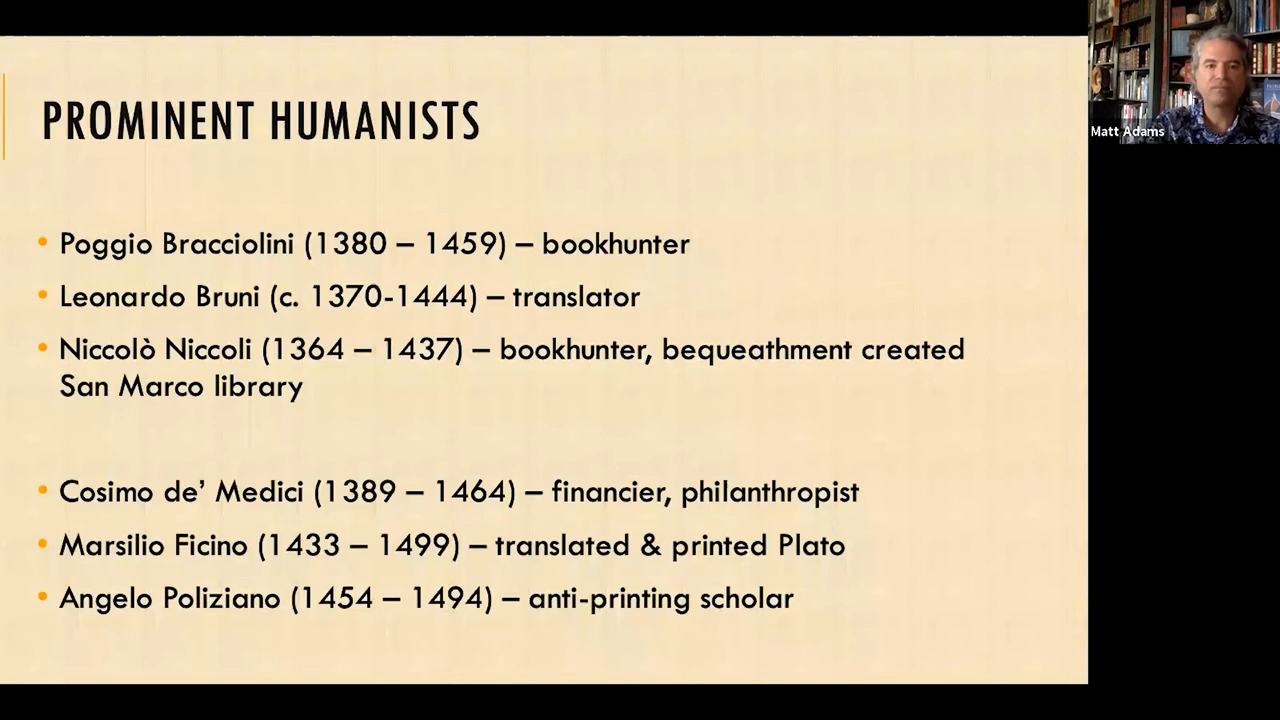 PROMINENT HUMANISTS
Matt Adams
• Poggio Bracciolini (1380 – 1459) – bookhunter
• Leonardo Bruni (c. 1370-1444) – translator
• Niccolò Niccoli (1364 – 1437) – bookhunter, bequeathment created
San Marco library
• Cosimo de’ Medici (1389 – 1464) – financier, philanthropist
• Marsilio Ficino (1433 – 1499) – translated & printed Plato
• Angelo Poliziano (1454 – 1494) – anti-printing scholar